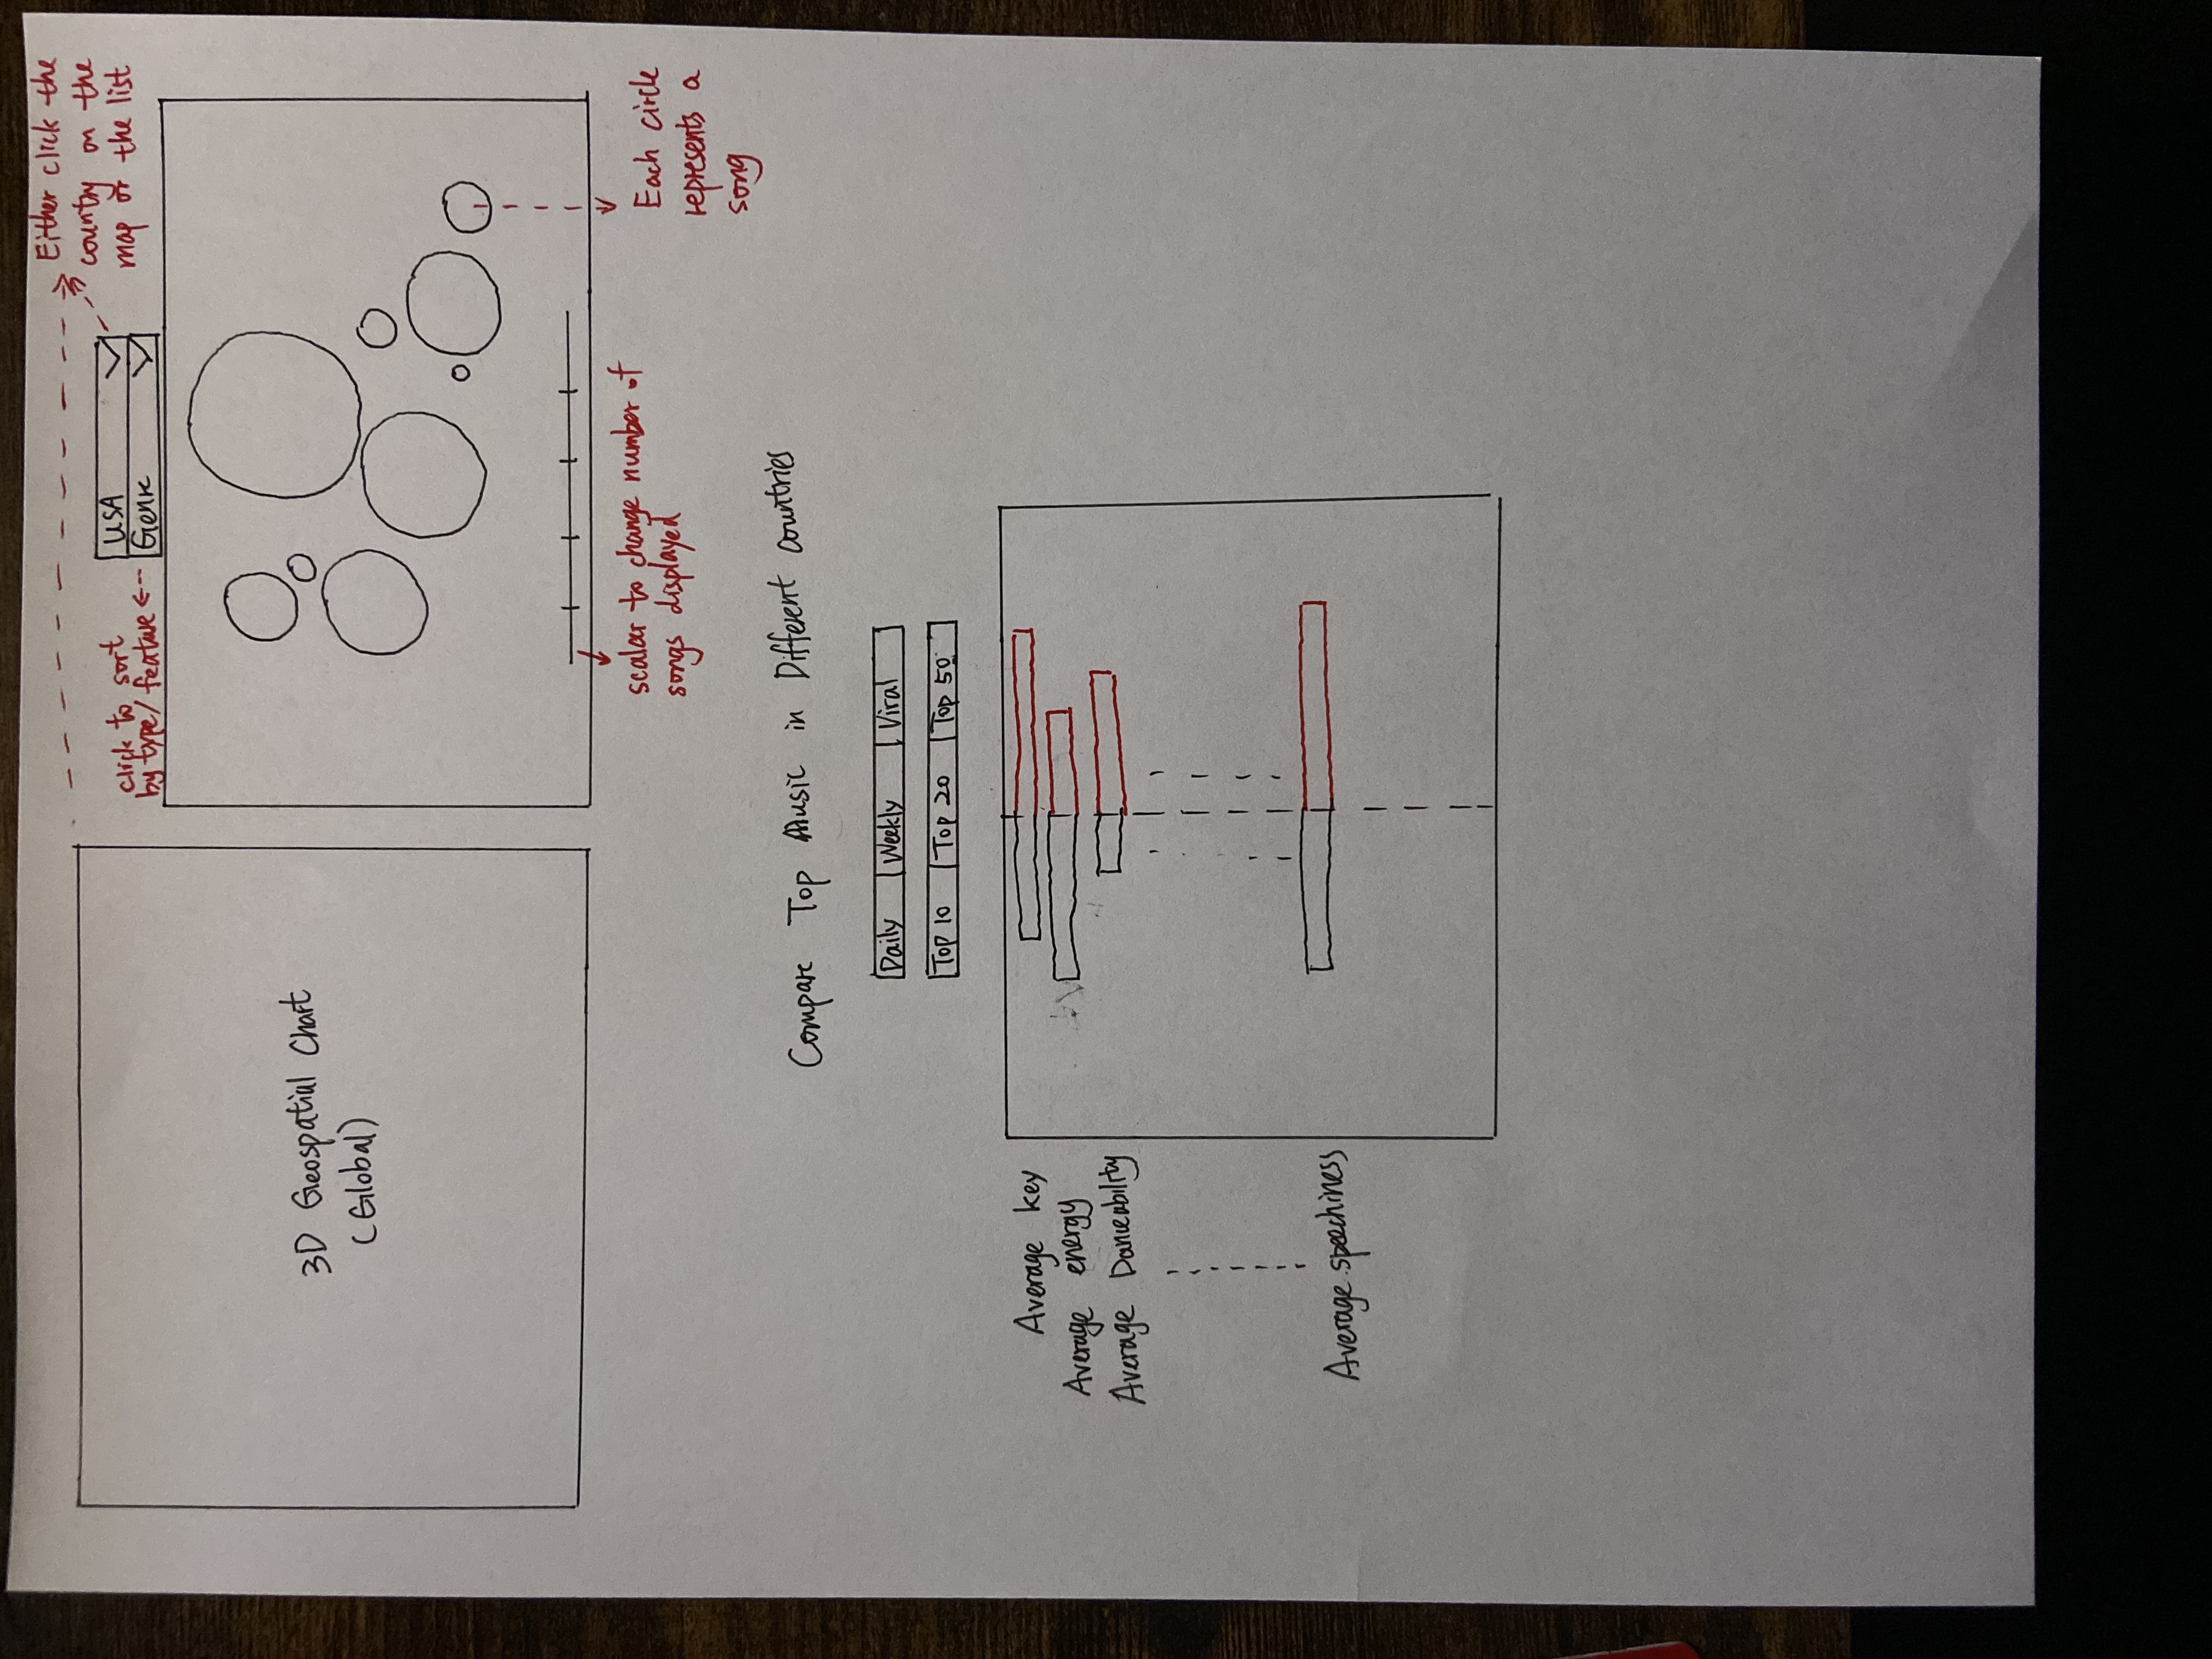 Either click the
country on the
map or the list
USA
Genre
click to sort
by type/ feature
3D Geospatial Chart
(Global)
scalar to change number of
songs displayed
Each circle
represents a
song
Compare Top Music in Different Countries
Daily Weekly Viral
Top 10 Top 20 Top 50
Average key
Average energy
Average Danceability
Average speechiness